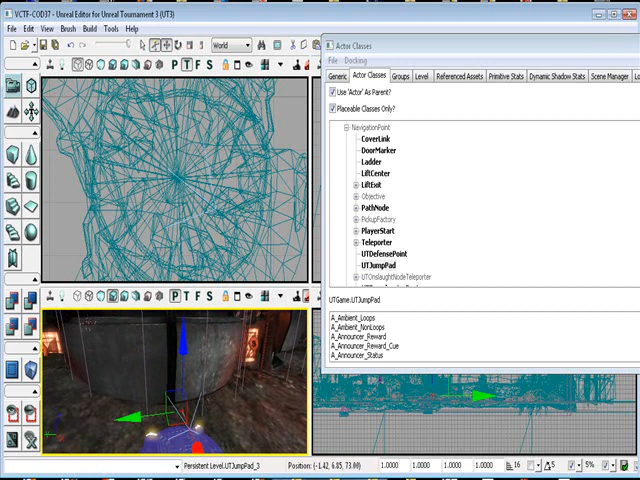 VCTF-COD37 - Unreal Editor for Unreal Tournament 3 (UT3)
File Edit View Brush Build Tools Help
World
P T F S
Actor Classes
File Docking
Generic Actor Classes Groups Level Referenced Assets Primitive Stats Dynamic Shadow Stats Scene Manager
Use 'Actor' As Parent?
Placeable Classes Only?
NavigationPoint
CoverLink
DoorMarker
Ladder
LiftCenter
LiftExit
Objective
PathNode
PickupFactory
PlayerStart
Teleporter
UTDefensePoint
UTJumpPad
UTOnslaughtNodeTeleporter
P T F S
UTGame.UTJumpPad
A_Ambient_Loops
A_Ambient_NonLoops
A_Announcer_Reward
A_Announcer_Reward_Cue
A_Announcer_Status
Persistent Level.UTJumpPad_3 Position: (-1.42, 6.85, 73.00) 1.0000 1.0000 1.0000 1.0000 16 5 5%